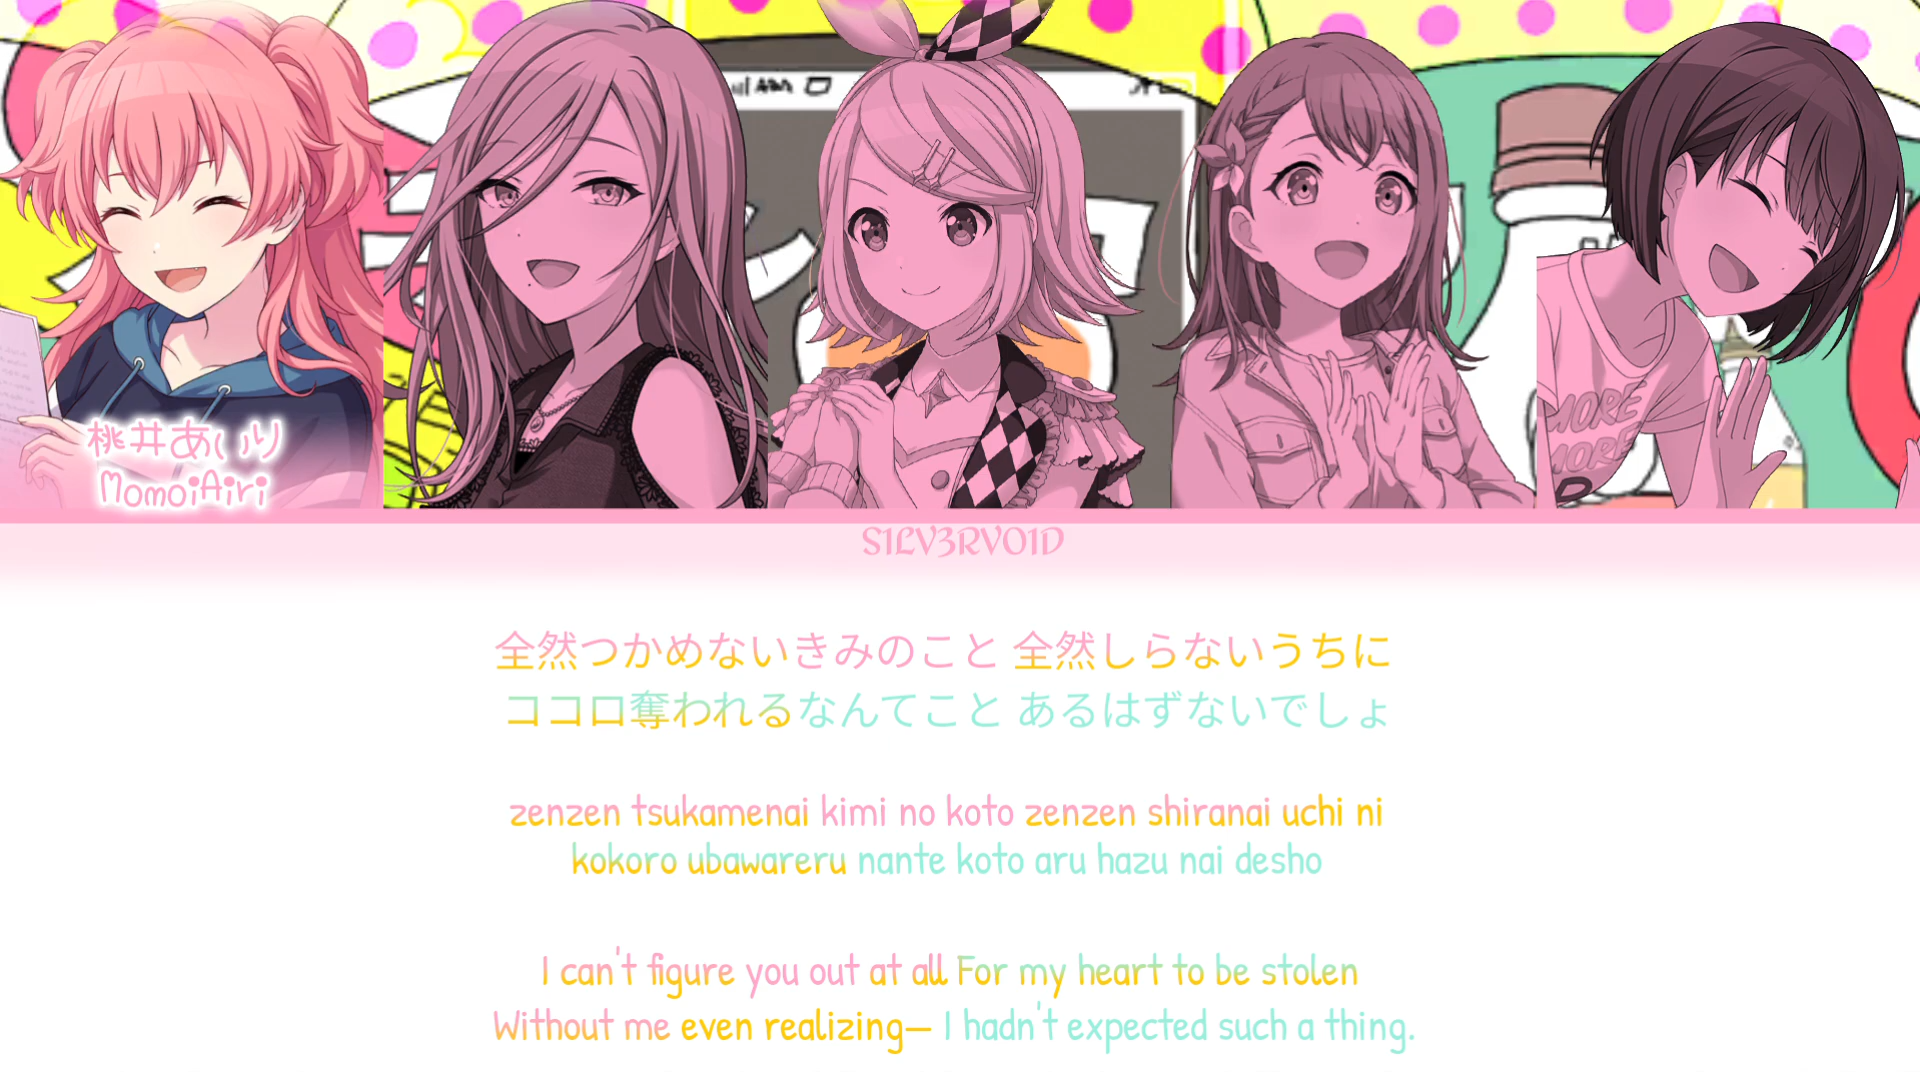 桃井あいり
MomoiAiri
MORE
MORE
S1LV3RVO1D
全然つかめないきみのこと 全然しらないうちに
ココロ奪われるなんてこと あるはずないでしょ
zenzen tsukamenai kimi no koto zenzen shiranai uchi ni
kokoro ubawareru nante koto aru hazu nai desho
I can't figure you out at all For my heart to be stolen
Without me even realizing— I hadn't expected such a thing.